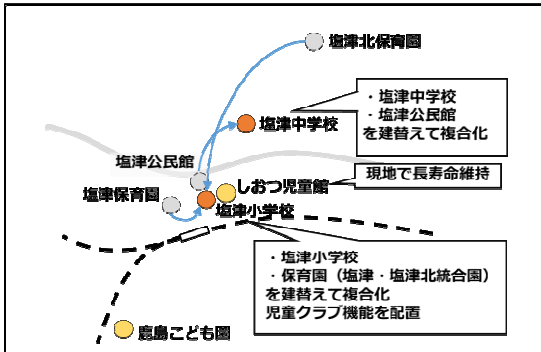 塩津北保育園
・塩津中学校
・塩津公民館
を建替えて複合化
塩津中学校
塩津公民館
現地で長寿命維持
しおつ児童館
塩津保育園
塩津小学校
・塩津小学校
・保育園（塩津・塩津北統合園）
を建替えて複合化
児童クラブ機能を配置
鹿島こども園